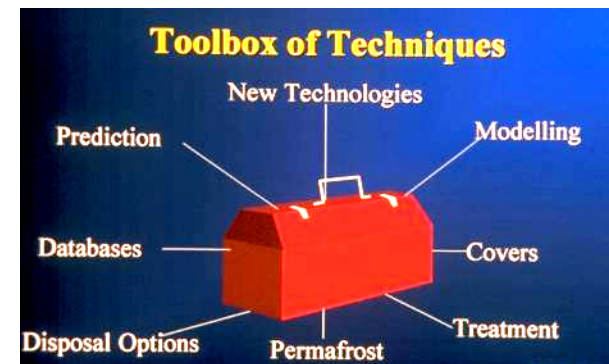 Toolbox of Techniques
New Technologies
Prediction
Modelling
Databases
Covers
Disposal Options
Treatment
Permafrost